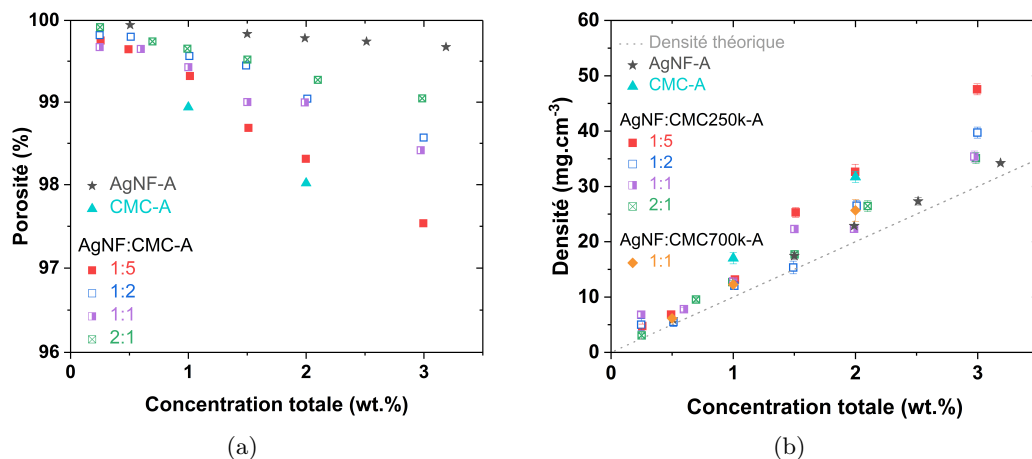 100
99
98
97
96
Porosité (%)
AgNF-A
CMC-A
AgNF:CMC-A
1:5
1:2
1:1
2:1
0 1 2 3
Concentration totale (wt.%)
(a)
60
50
40
30
20
10
0
Densité (mg.cm-3)
Densité théorique
AgNF-A
CMC-A
AgNF:CMC250k-A
1:5
1:2
1:1
2:1
AgNF:CMC700k-A
1:1
0 1 2 3
Concentration totale (wt.%)
(b)